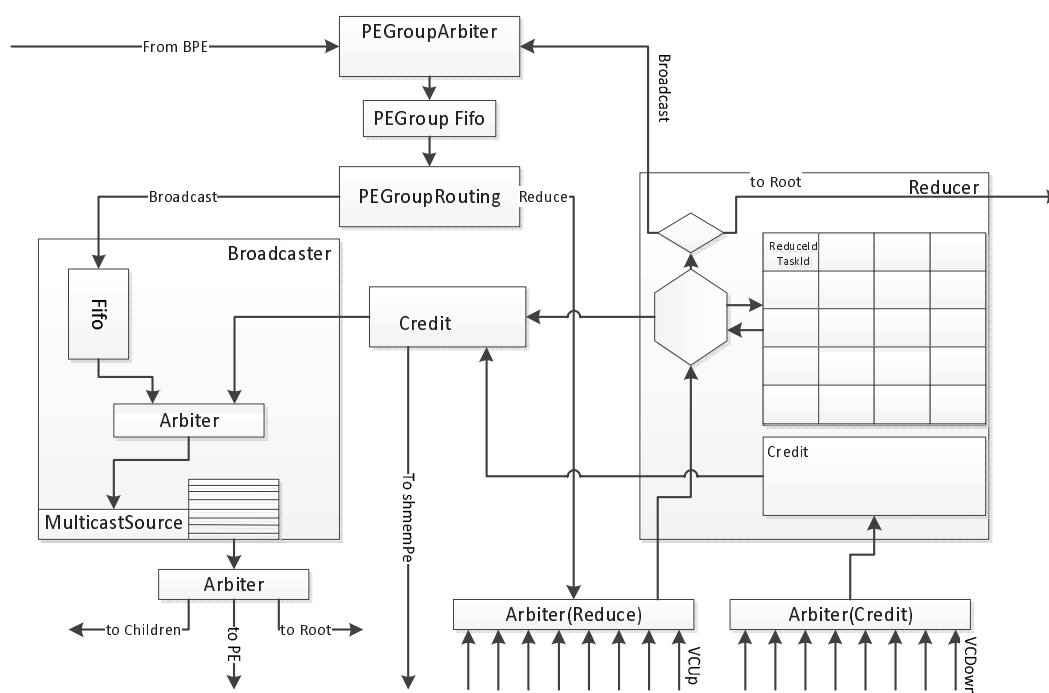 PEGroupArbiter
From BPE
Broadcast
PEGroup Fifo
PEGroupRouting
Broadcast
Reduce
to Root
Reducer
Broadcaster
ReduceId
TaskId
Fifo
Credit
Arbiter
Credit
MulticastSource
To shmemPe
Arbiter
Arbiter(Reduce)
Arbiter(Credit)
to Children
to PE
to Root
VCUp
VCDown